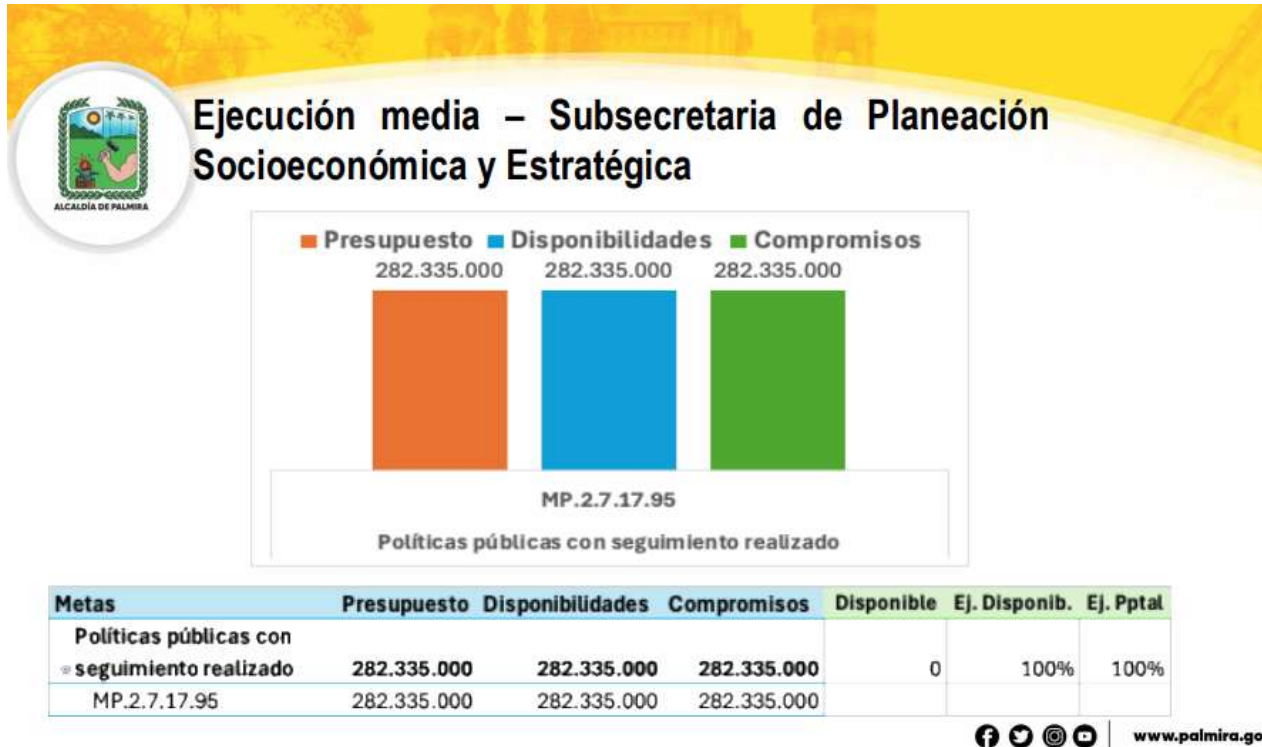 Ejecución media – Subsecretaria de Planeación
Socioeconómica y Estratégica
ALCALDÍA DE PALMIRA
Presupuesto Disponibilidades Compromisos
282.335.000 282.335.000 282.335.000
MP.2.7.17.95
Políticas públicas con seguimiento realizado
Metas Presupuesto Disponibilidades Compromisos Disponible Ej. Disponib. Ej. Pptal
Políticas públicas con
seguimiento realizado 282.335.000 282.335.000 282.335.000 0 100% 100%
MP.2.7.17.95 282.335.000 282.335.000 282.335.000
www.palmira.go